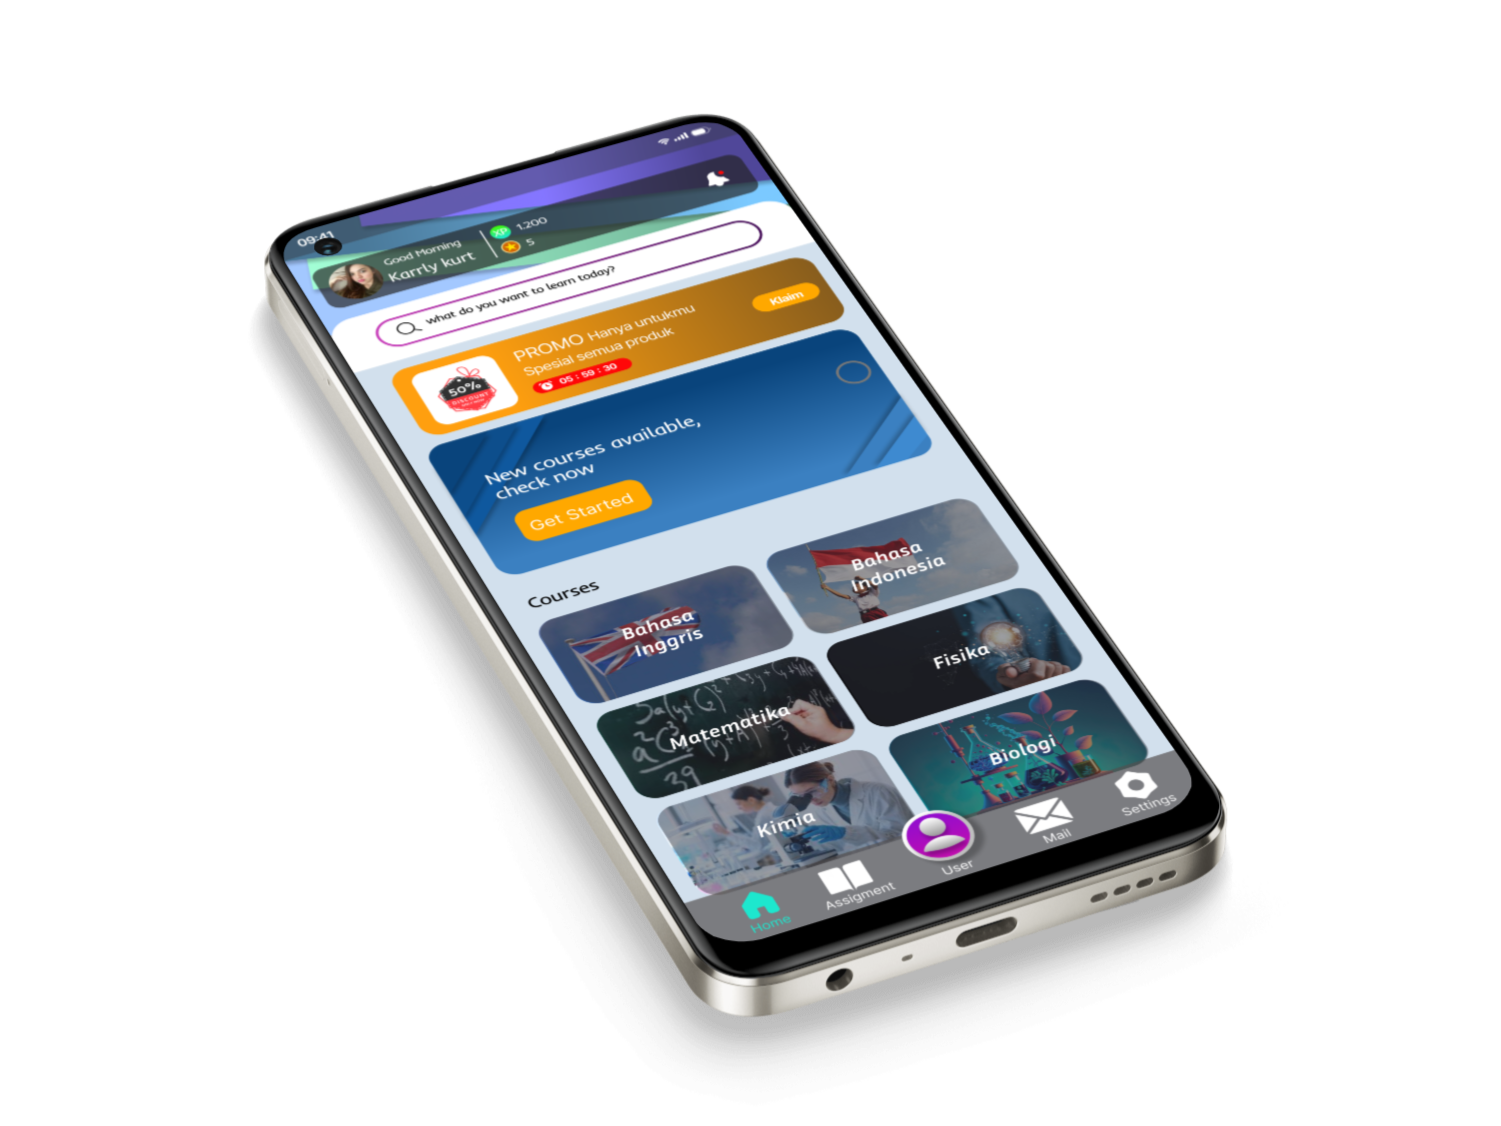 09:41
Good Morning
Karrly kurt
XP 1.200
5
what do you want to learn today?
PROMO Hanya untukmu
Spesial semua produk
05 : 59 : 30
Klaim
50%
DISCOUNT
New courses available,
check now
Get Started
Courses
Bahasa
Inggris
Bahasa
Indonesia
Matematika
Fisika
Kimia
Biologi
Home
Assigment
User
Mail
Settings